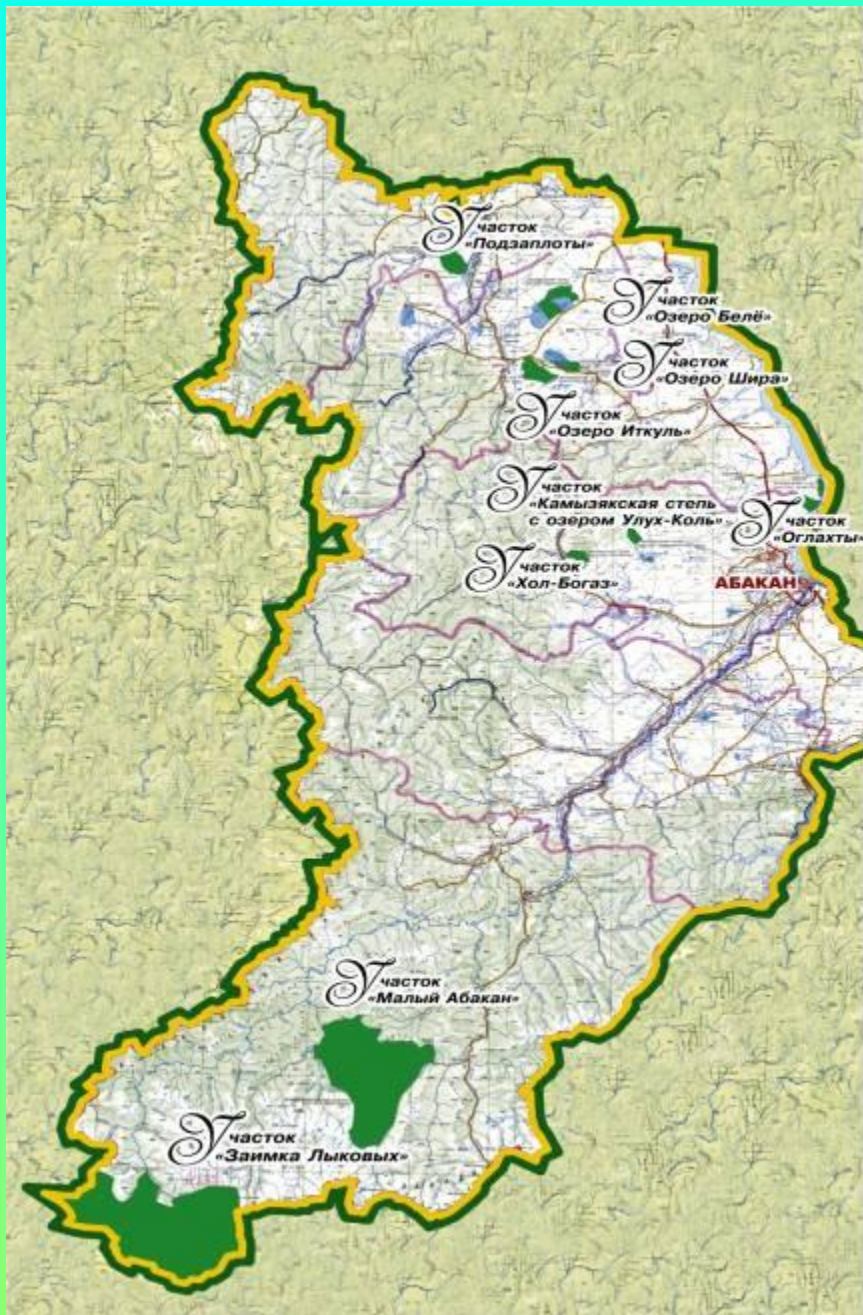 Участок
«Подзаплоты»
Участок
«Озеро Белё»
Участок
«Озеро Шира»
Участок
«Озеро Иткуль»
Участок
«Камызякская степь
с озером Улух-Коль»
Участок
«Оглахты»
Участок
«Хол-Богаз»
АБАКАН
Участок
«Малый Абакан»
Участок
«Заимка Лыковых»